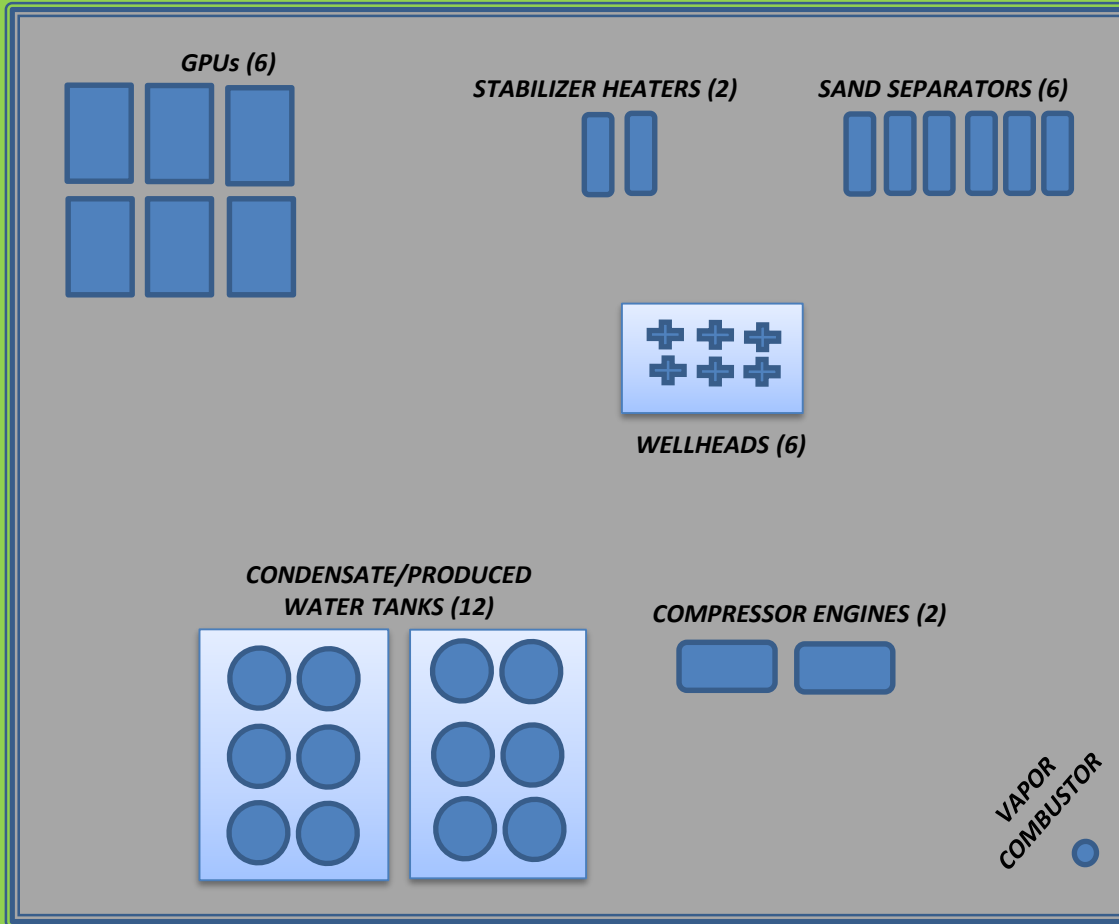 GPUs (6)
STABILIZER HEATERS (2)
SAND SEPARATORS (6)
WELLHEADS (6)
CONDENSATE/PRODUCED
WATER TANKS (12)
COMPRESSOR ENGINES (2)
VAPOR
COMBUSTOR